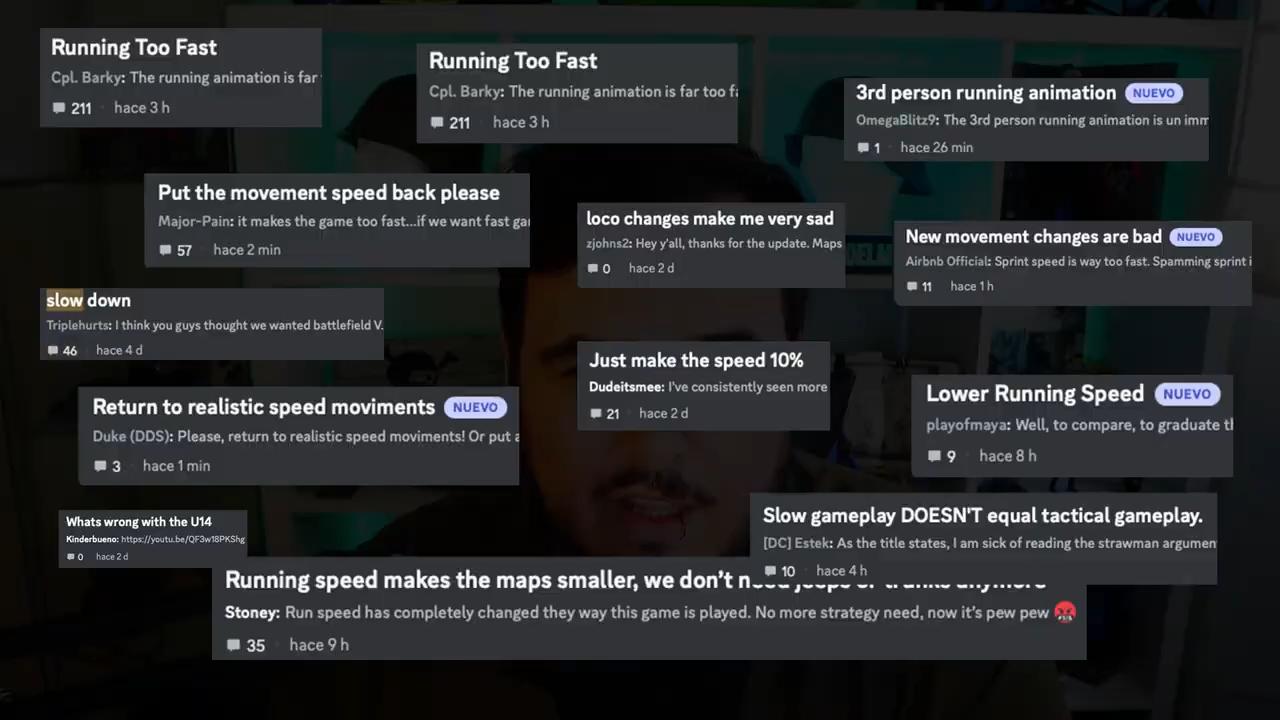 Running Too Fast
Cpl. Barky: The running animation is far
211 hace 3 h
Running Too Fast
Cpl. Barky: The running animation is far too fa
211 hace 3 h
3rd person running animation NUEVO
OmegaBlitz9: The 3rd person running animation is un imm
1 hace 26 min
Put the movement speed back please
Major-Pain: it makes the game too fast...if we want fast ga
57 hace 2 min
loco changes make me very sad
zjohns2: Hey y'all, thanks for the update. Maps
0 hace 2 d
New movement changes are bad NUEVO
Airbnb Official: Sprint speed is way too fast. Spamming sprint i
11 hace 1 h
slow down
Triplehurts: I think you guys thought we wanted battlefield V.
46 hace 4 d
Just make the speed 10%
Dudeitsmee: I've consistently seen more
21 hace 2 d
Return to realistic speed moviments NUEVO
Duke (DDS): Please, return to realistic speed moviments! Or put a
3 hace 1 min
Lower Running Speed NUEVO
playofmaya: Well, to compare, to graduate th
9 hace 8 h
Whats wrong with the U14
Kinderbueno: https://youtu.be/QF3w18PKShg
0 hace 2 d
Slow gameplay DOESN'T equal tactical gameplay.
[DC] Estek: As the title states, I am sick of reading the strawman argumen
10 hace 4 h
Running speed makes the maps smaller, we don't need jeeps or trunks anymore
Stoney: Run speed has completely changed they way this game is played. No more strategy need, now it's pew pew 🤬
35 hace 9 h